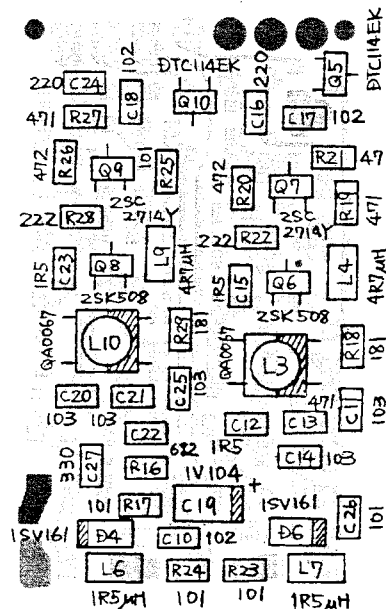 102
220 C24 C18
DTC114EK
Q10
220
C16
Q5
DTC114EK
471 R27
C17 102
472 R26
Q9
101 R25
2SC
2714Y
R21 47
472 R20
Q7
2SC
2714Y
R19 471
222 R28
222 R22
1R5 C23
Q8
2SK508
L9
4R7μH
1R5 C15
Q6
2SK508
L4
4R7μH
QA0067
L10
R29 181
QA0067
L3
R18 181
C20 C21
103 103
C25 103
471
C11 103
C12 C13
1R5
C22
682
C14 103
330 C27
R16
1V104
101 R17
C19 +
1SV161
D4
C10 102
1SV161
D6
C26 101
L6
1R5μH
R24
101
R23
101
L7
1R5μH